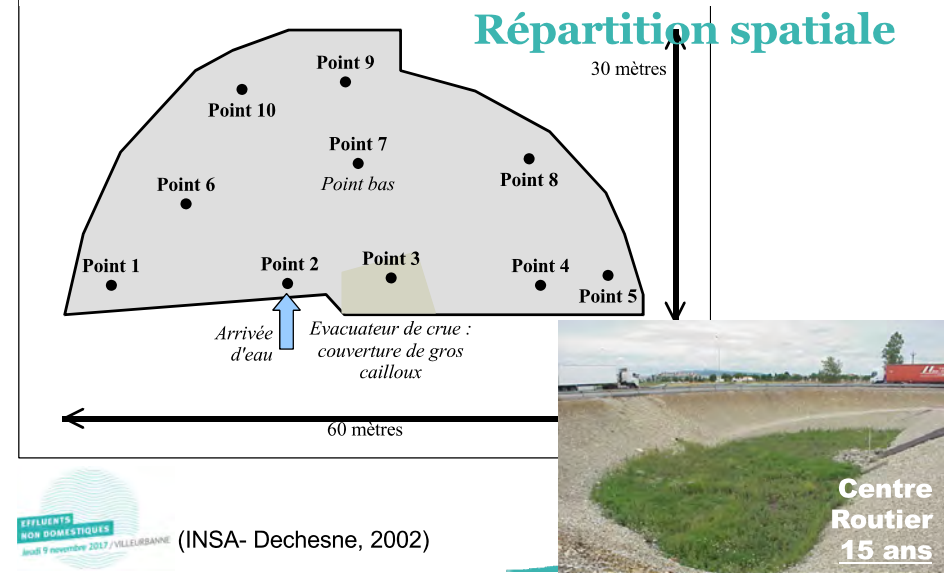 Répartition spatiale
30 mètres
Point 9
Point 10
Point 7
Point bas
Point 8
Point 6
Point 1
Point 2
Point 3
Point 4
Point 5
Arrivée
d'eau
Evacuateur de crue :
couverture de gros
cailloux
60 mètres
Centre
Routier
15 ans
EFFLUENTS
NON DOMESTIQUES
Jeudi 9 novembre 2017 / VILLEURBANNE
(INSA- Dechesne, 2002)